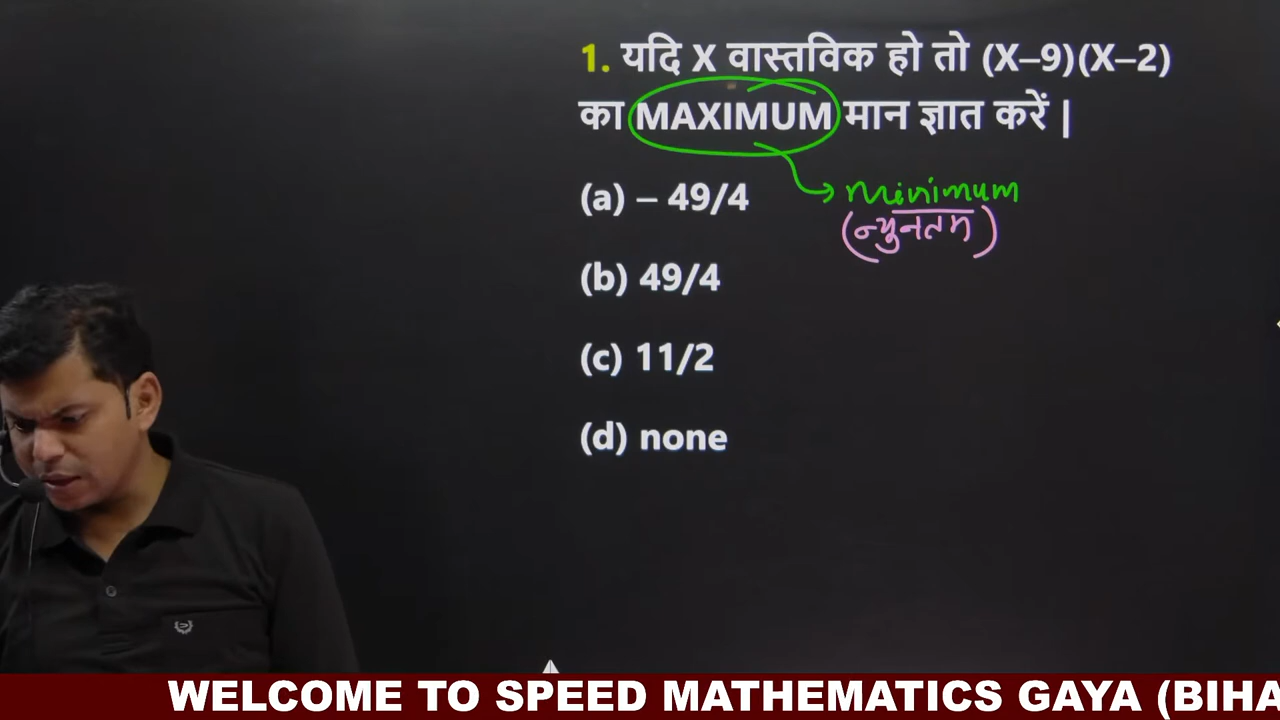 1. यदि X वास्तविक हो तो (X–9)(X–2)
का MAXIMUM मान ज्ञात करें |
(a) – 49/4
minimum
(न्युनतम)
(b) 49/4
(c) 11/2
(d) none
WELCOME TO SPEED MATHEMATICS GAYA (BIHA